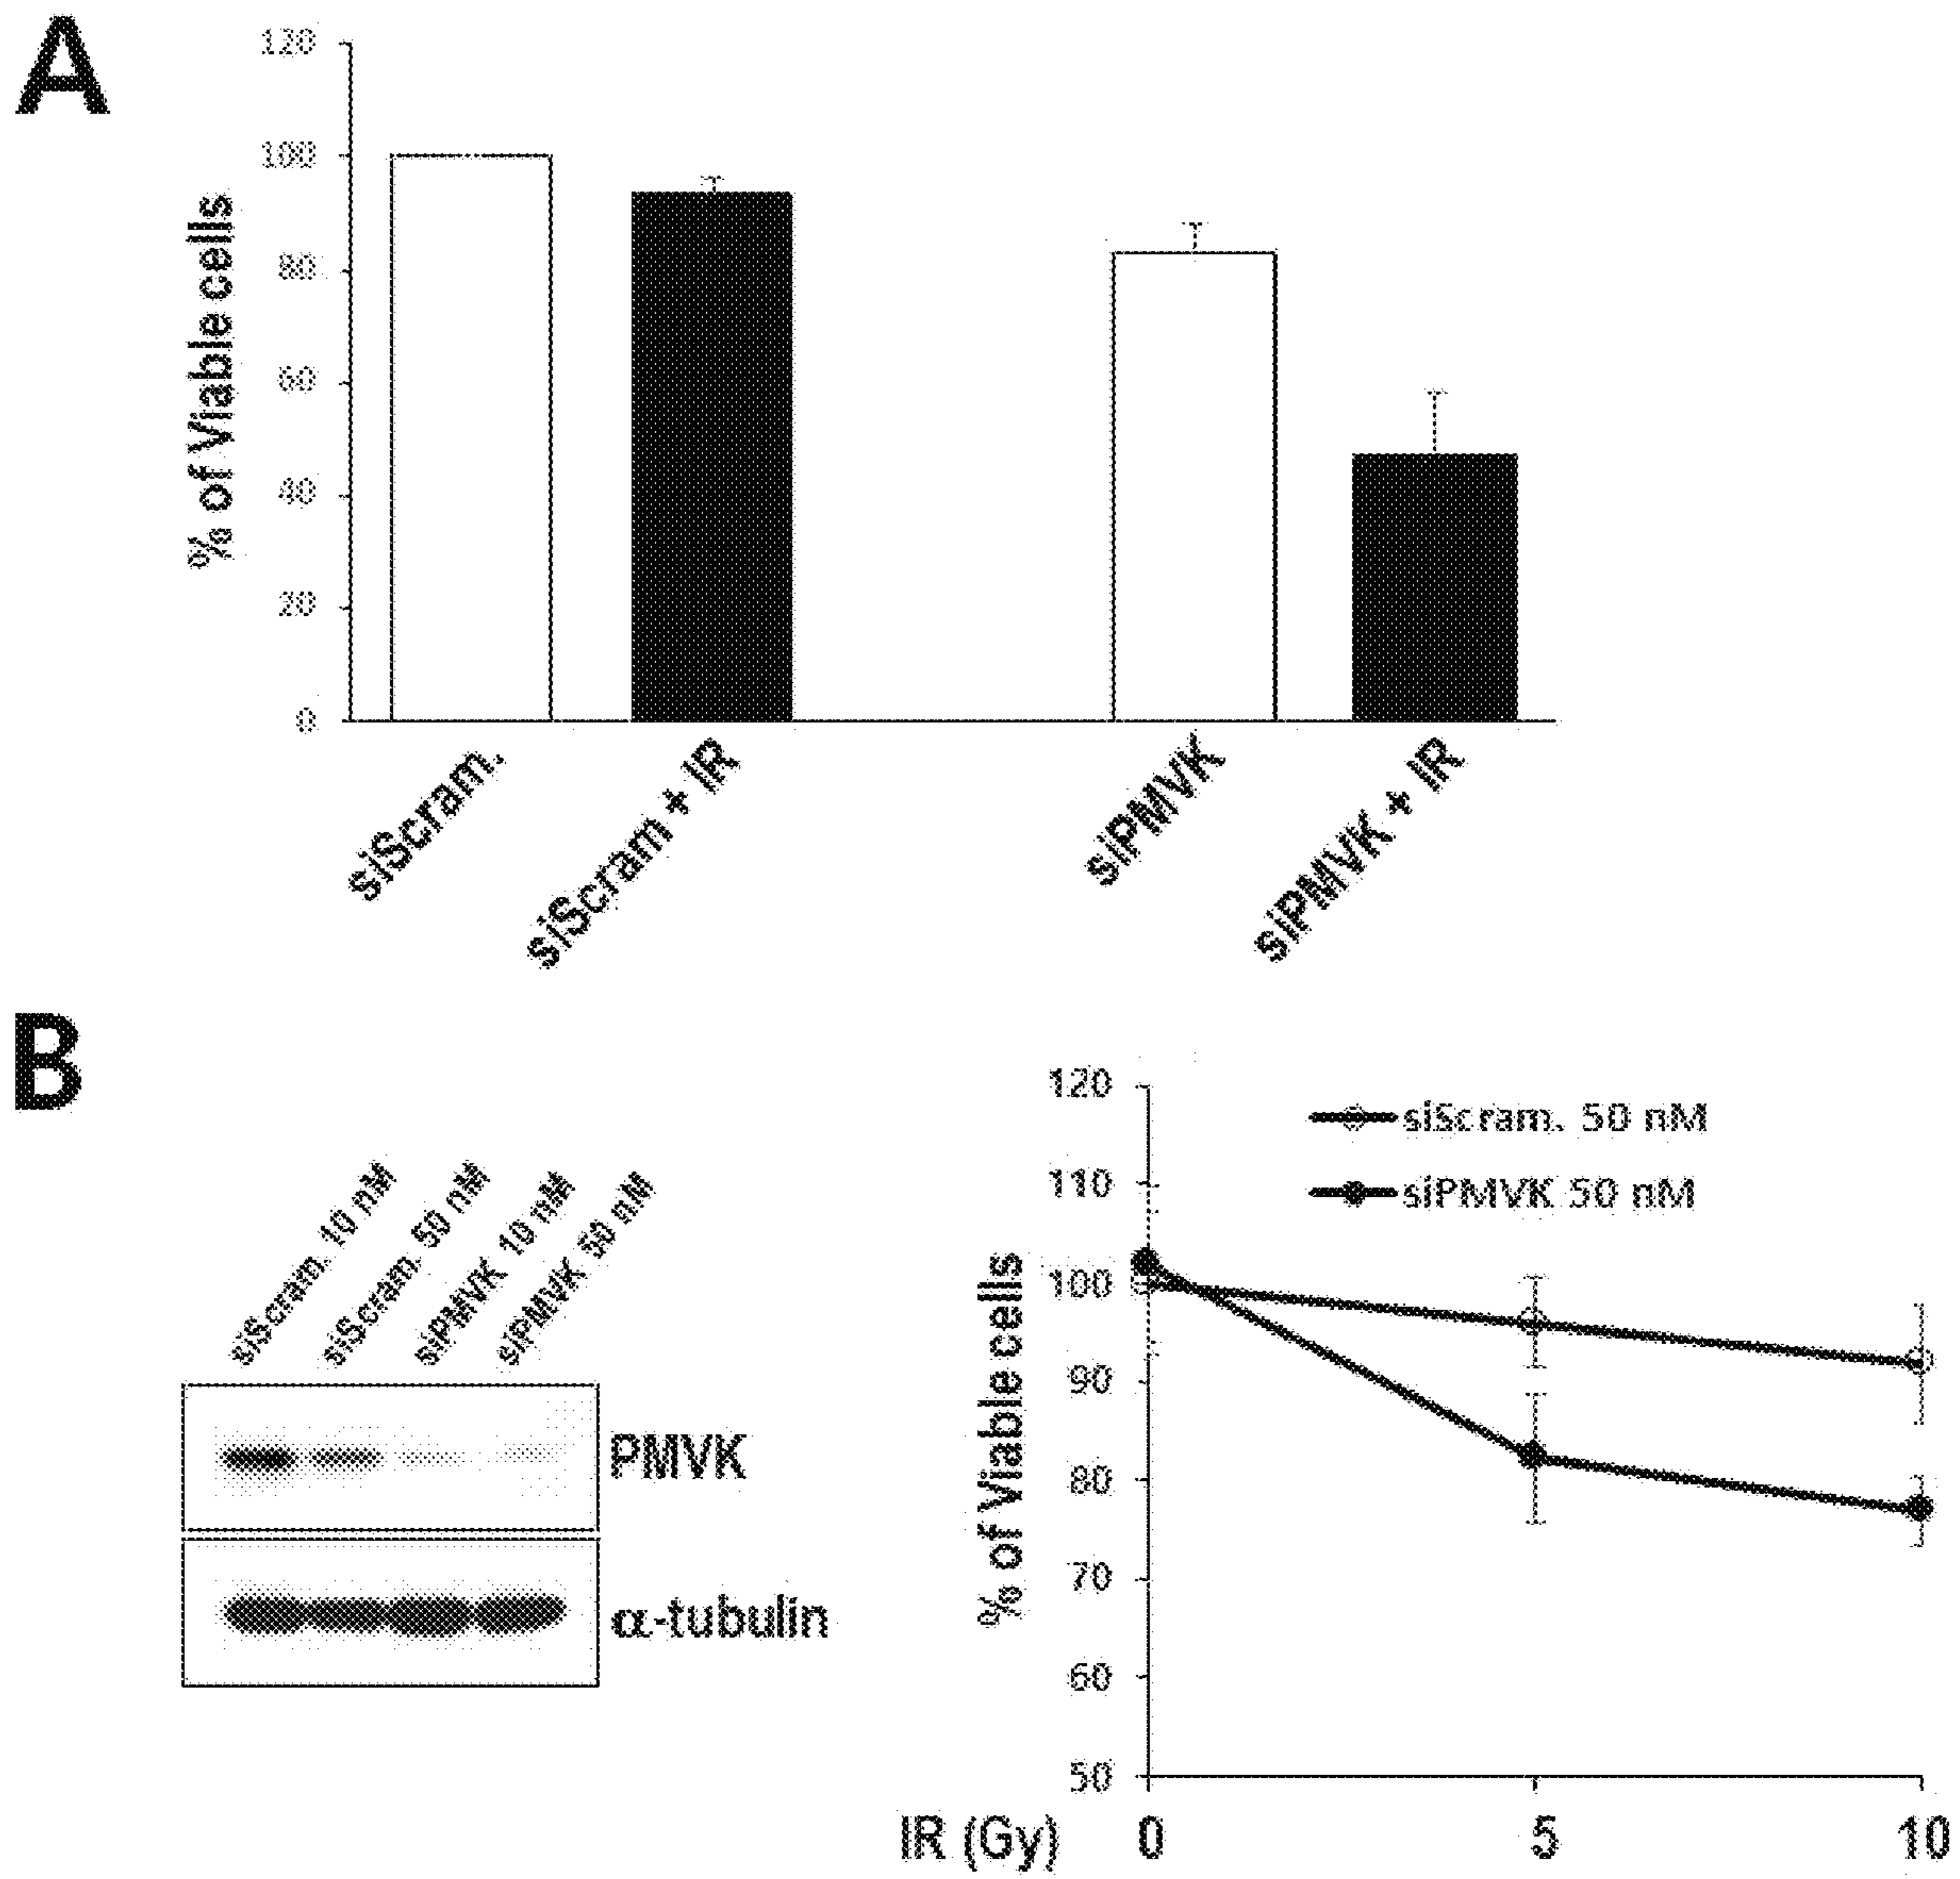 A
120
100
80
60
40
20
0
% of Viable cells
siScram.
siScram + IR
siPMVK
siPMVK + IR
B
siScram. 10 nM
siScram. 50 nM
siPMVK 10 nM
siPMVK 50 nM
PMVK
α-tubulin
120
110
100
90
80
70
60
50
% of Viable cells
siScram. 50 nM
siPMVK 50 nM
IR (Gy) 0 5 10